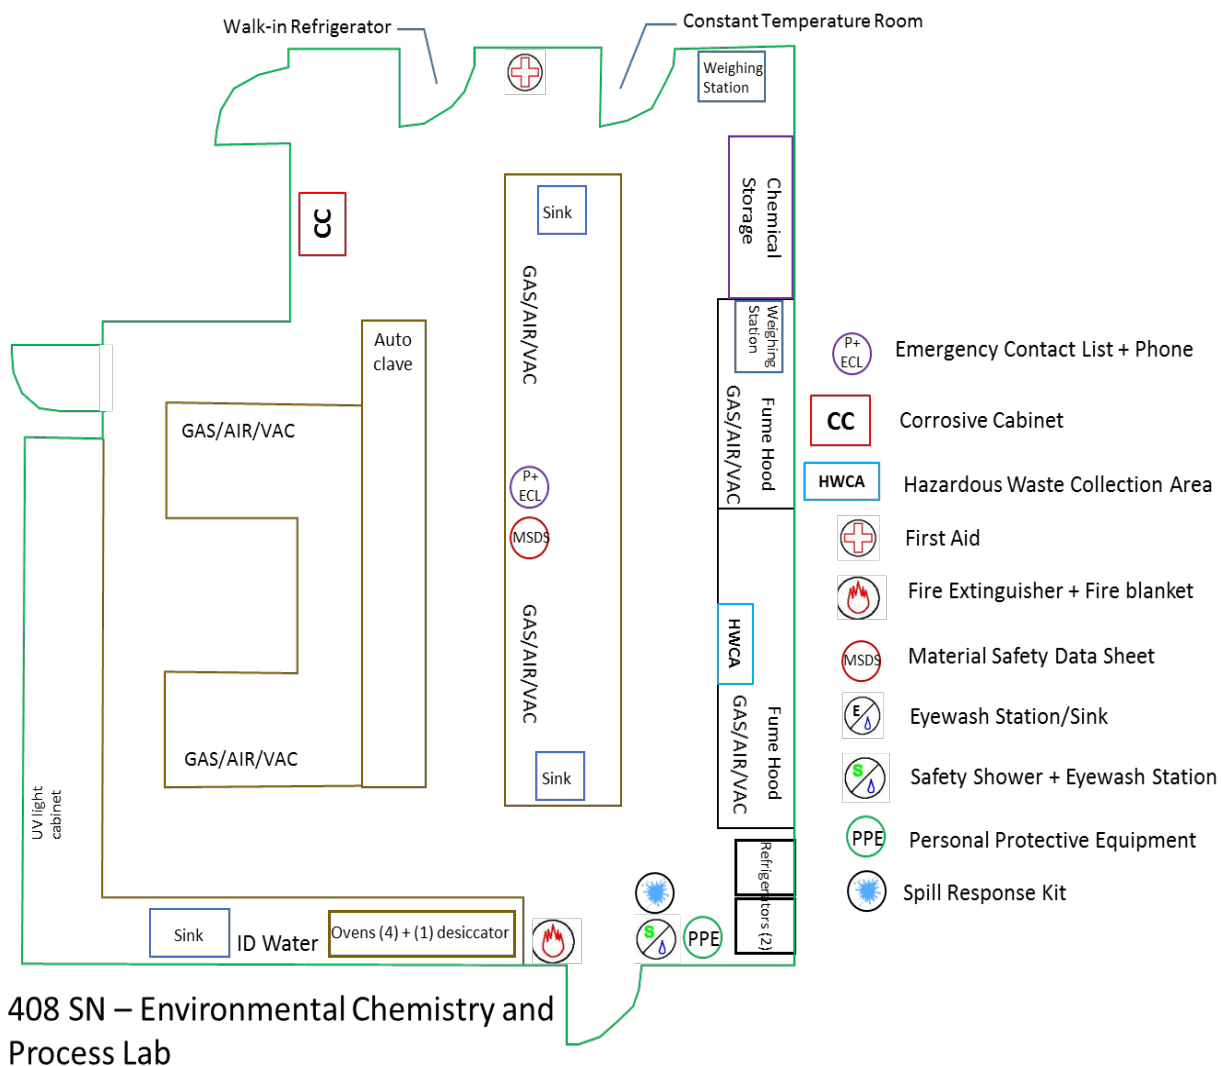 Walk-in Refrigerator
Constant Temperature Room
Weighing
Station
CC
Sink
Chemical
Storage
GAS/AIR/VAC
Weighing
Station
Auto
clave
GAS/AIR/VAC
Fume Hood
GAS/AIR/VAC
P+
ECL
MSDS
GAS/AIR/VAC
HWCA
Fume Hood
GAS/AIR/VAC
GAS/AIR/VAC
Sink
UV light
cabinet
Refrigerators (2)
Sink
ID Water
Ovens (4) + (1) desiccator
S
PPE
P+
ECL
Emergency Contact List + Phone
CC
Corrosive Cabinet
HWCA
Hazardous Waste Collection Area
First Aid
Fire Extinguisher + Fire blanket
MSDS
Material Safety Data Sheet
E
Eyewash Station/Sink
S
Safety Shower + Eyewash Station
PPE
Personal Protective Equipment
Spill Response Kit
408 SN – Environmental Chemistry and
Process Lab